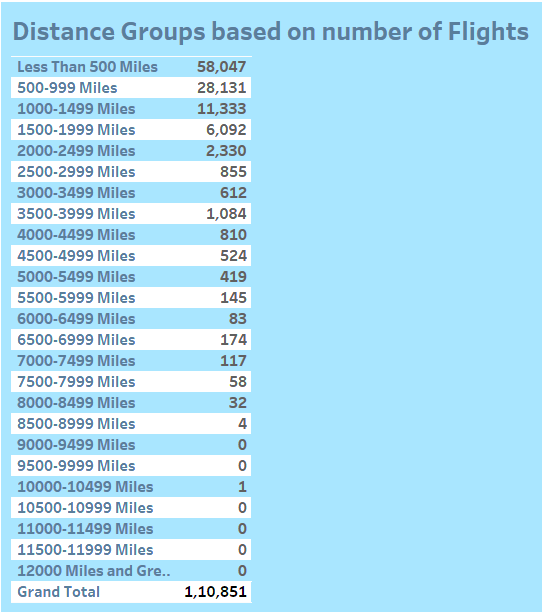 Distance Groups based on number of Flights
Less Than 500 Miles 58,047
500-999 Miles 28,131
1000-1499 Miles 11,333
1500-1999 Miles 6,092
2000-2499 Miles 2,330
2500-2999 Miles 855
3000-3499 Miles 612
3500-3999 Miles 1,084
4000-4499 Miles 810
4500-4999 Miles 524
5000-5499 Miles 419
5500-5999 Miles 145
6000-6499 Miles 83
6500-6999 Miles 174
7000-7499 Miles 117
7500-7999 Miles 58
8000-8499 Miles 32
8500-8999 Miles 4
9000-9499 Miles 0
9500-9999 Miles 0
10000-10499 Miles 1
10500-10999 Miles 0
11000-11499 Miles 0
11500-11999 Miles 0
12000 Miles and Gre.. 0
Grand Total 1,10,851